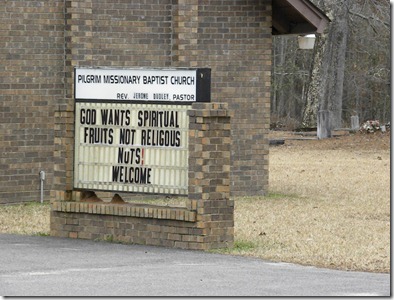 PILGRIM MISSIONARY BAPTIST CHURCH
REV. JEROME DUDLEY, PASTOR
GOD WANTS SPIRITUAL
FRUITS NOT RELIGOUS
NUTS!
WELCOME